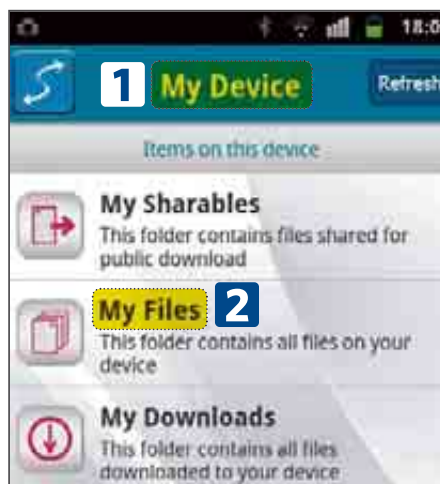 18:0
1 My Device Refresh
Items on this device
My Sharables
This folder contains files shared for
public download
My Files 2
This folder contains all files on your
device
My Downloads
This folder contains all files
downloaded to your device